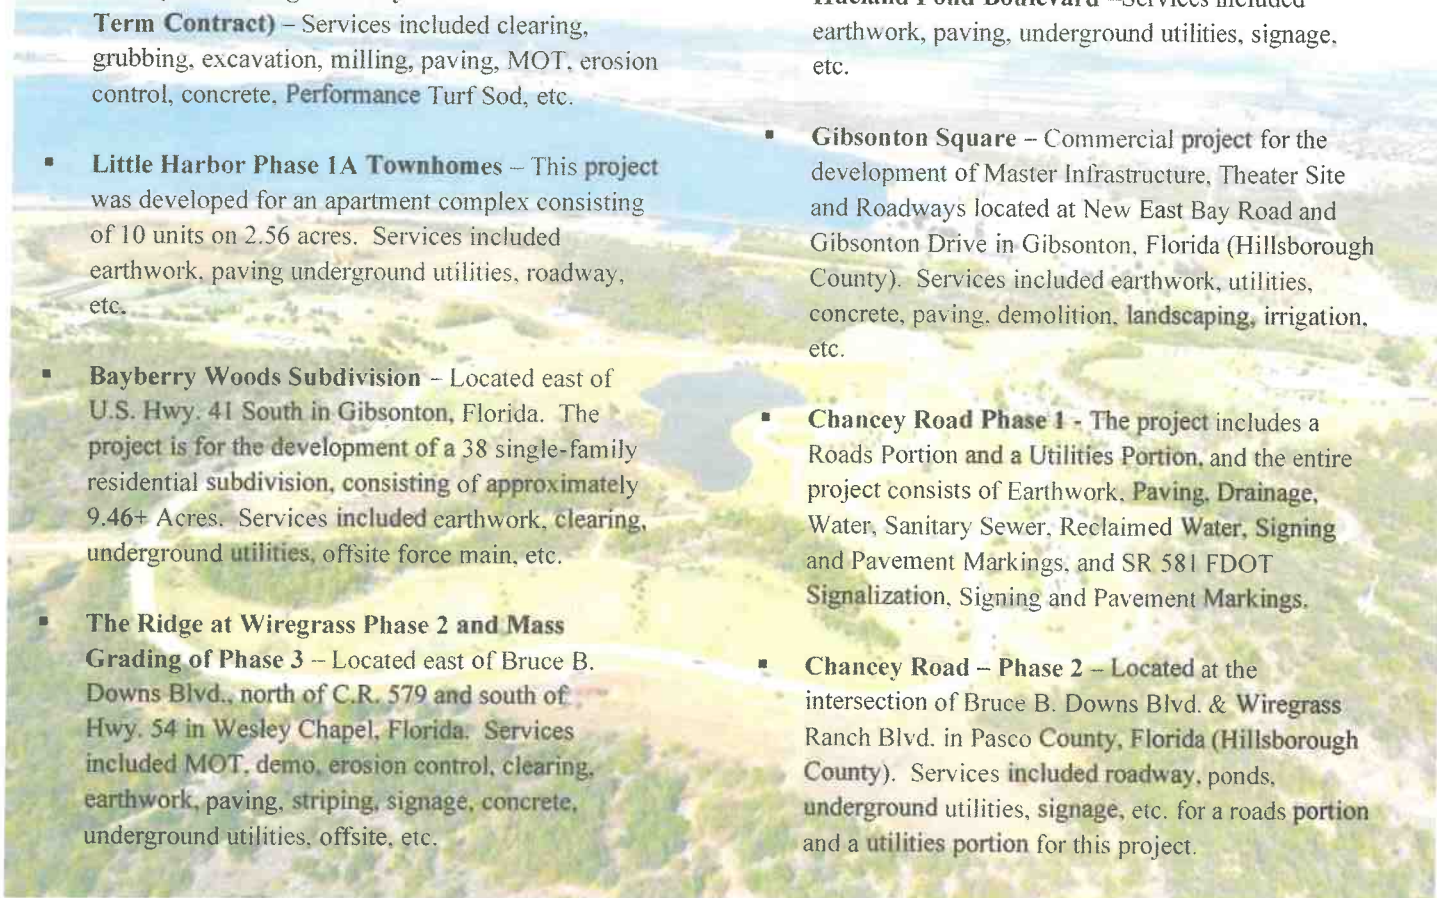 Term Contract) – Services included clearing,
grubbing, excavation, milling, paving, MOT, erosion
control, concrete, Performance Turf Sod, etc.
▪ Little Harbor Phase 1A Townhomes – This project
was developed for an apartment complex consisting
of 10 units on 2.56 acres. Services included
earthwork, paving underground utilities, roadway,
etc.
▪ Bayberry Woods Subdivision – Located east of
U.S. Hwy. 41 South in Gibsonton, Florida. The
project is for the development of a 38 single-family
residential subdivision, consisting of approximately
9.46+ Acres. Services included earthwork, clearing,
underground utilities, offsite force main, etc.
▪ The Ridge at Wiregrass Phase 2 and Mass
Grading of Phase 3 – Located east of Bruce B.
Downs Blvd., north of C.R. 579 and south of
Hwy. 54 in Wesley Chapel, Florida. Services
included MOT, demo, erosion control, clearing,
earthwork, paving, striping, signage, concrete,
underground utilities, offsite, etc.
Pond Boulevard –Services included
earthwork, paving, underground utilities, signage,
etc.
▪ Gibsonton Square – Commercial project for the
development of Master Infrastructure, Theater Site
and Roadways located at New East Bay Road and
Gibsonton Drive in Gibsonton, Florida (Hillsborough
County). Services included earthwork, utilities,
concrete, paving, demolition, landscaping, irrigation,
etc.
▪ Chancey Road Phase 1 - The project includes a
Roads Portion and a Utilities Portion, and the entire
project consists of Earthwork, Paving, Drainage,
Water, Sanitary Sewer, Reclaimed Water, Signing
and Pavement Markings, and SR 581 FDOT
Signalization, Signing and Pavement Markings.
▪ Chancey Road – Phase 2 – Located at the
intersection of Bruce B. Downs Blvd. & Wiregrass
Ranch Blvd. in Pasco County, Florida (Hillsborough
County). Services included roadway, ponds,
underground utilities, signage, etc. for a roads portion
and a utilities portion for this project.